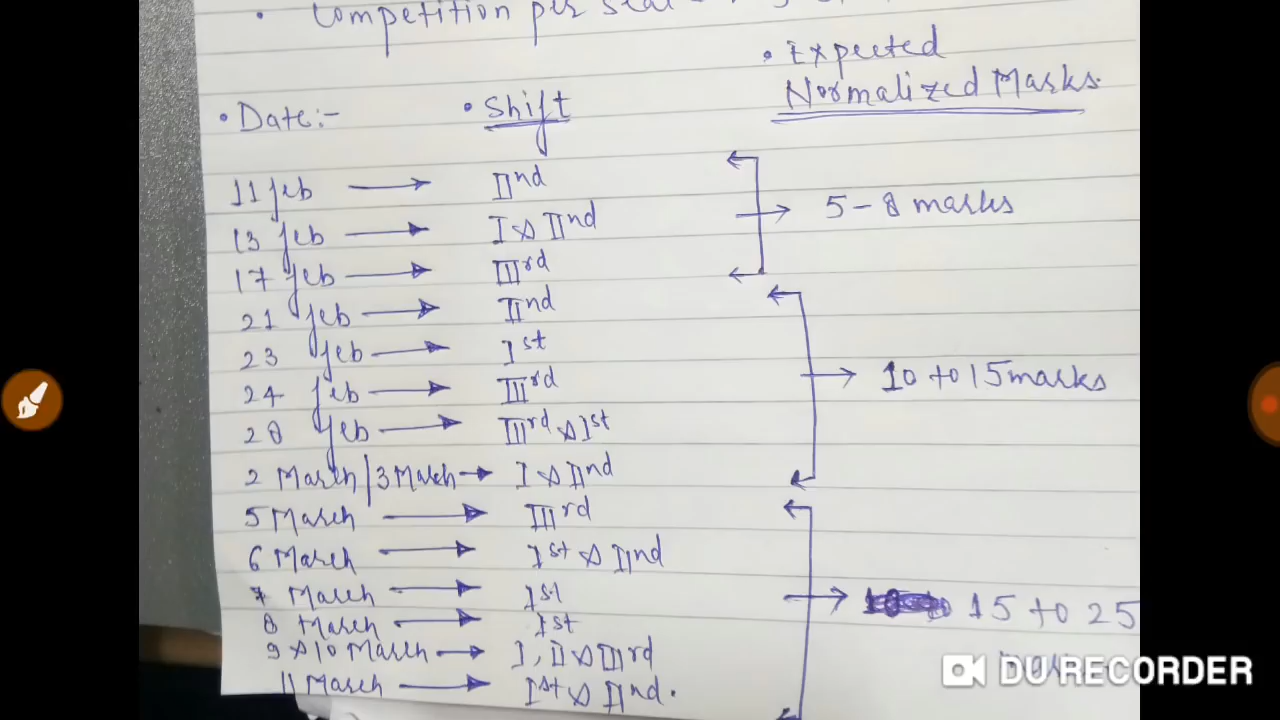 • Competition per seat
• Expected
Normalized Marks.
• Date:- • Shift
11 feb → IInd
13 feb → I & IInd
5-8 marks
17 feb → IIIrd
21 feb → IInd
23 feb → Ist
24 feb → IIIrd
10 to 15 marks
28 feb → IIIrd & Ist
2 March/3 March → I & IInd
5 March → IIIrd
6 March → Ist & IInd
7 March → Ist
15 to 25
8 March → Ist
9 & 10 March → I, II & IIIrd
11 March → Ist & IInd.
DU RECORDER